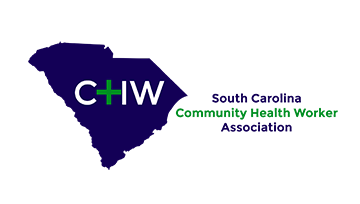 CHW
South Carolina
Community Health Worker
Association